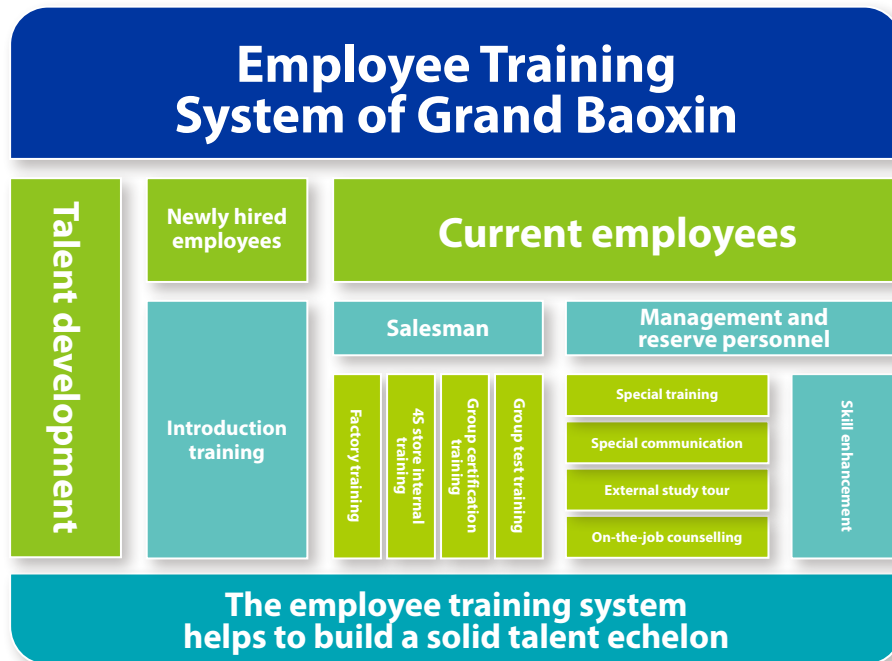 Employee Training
System of Grand Baoxin
Talent development
Newly hired
employees
Current employees
Introduction
training
Salesman
Management and
reserve personnel
Factory training
4S store internal
training
Group certification
training
Group test training
Special training
Special communication
External study tour
On-the-job counselling
Skill enhancement
The employee training system
helps to build a solid talent echelon